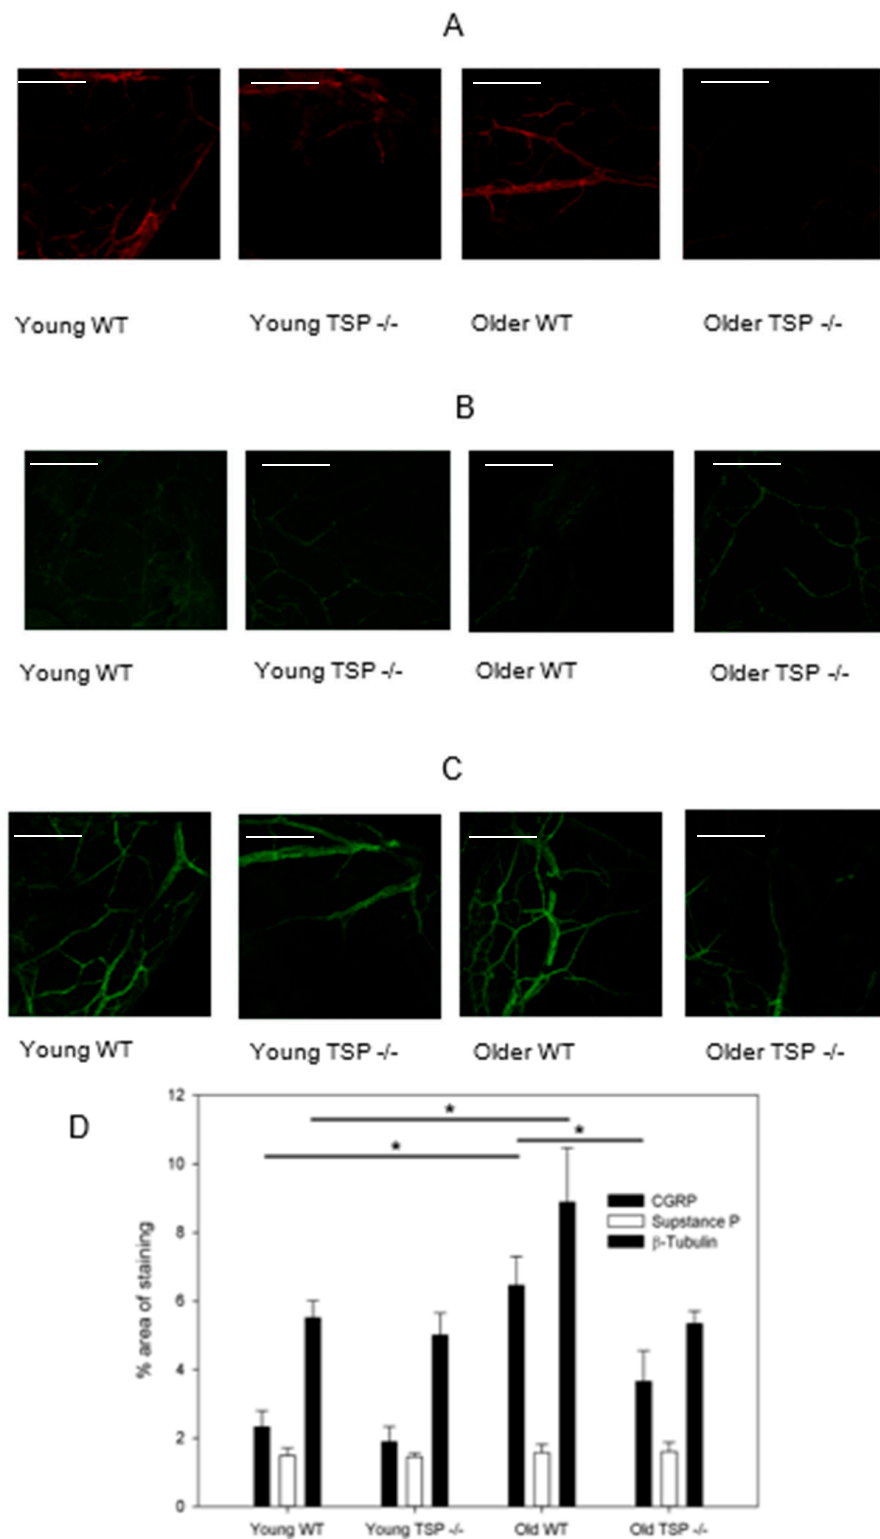 A
Young WT Young TSP -/- Older WT Older TSP -/-
B
Young WT Young TSP -/- Older WT Older TSP -/-
C
Young WT Young TSP -/- Older WT Older TSP -/-
D
12
10
8
6
4
2
0
% area of staining
*
*
*
CGRP
Supstance P
β-Tubulin
Young WT Young TSP -/- Old WT Old TSP -/-